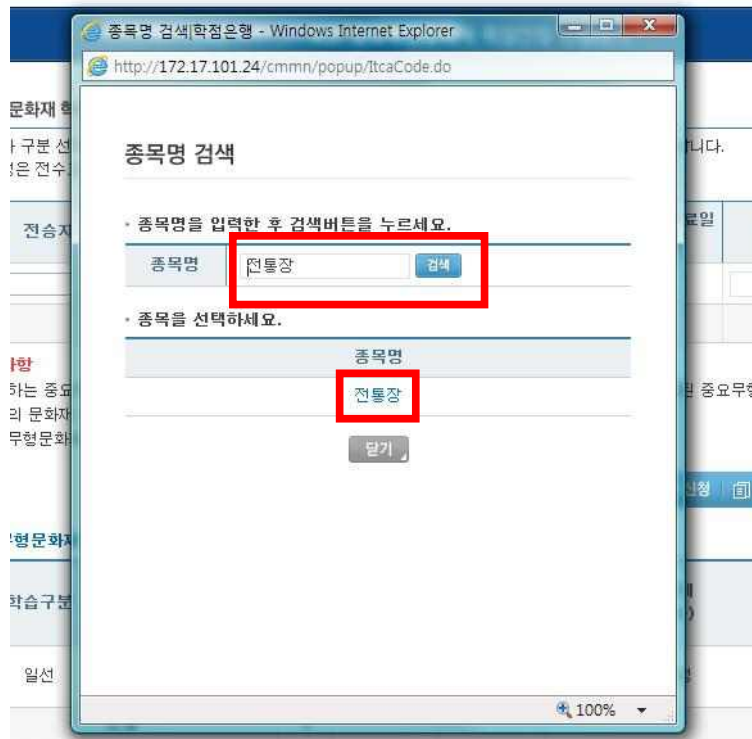 종목명 검색|학점은행 - Windows Internet Explorer
http://172.17.101.24/cmmn/popup/ItcaCode.do
문화재 학
구분 선
니다.
은 전수
종목명 검색
전승자
료일
· 종목명을 입력한 후 검색버튼을 누르세요.
종목명 전통장 검색
· 종목을 선택하세요.
종목명
사항
하는 중요
전통장
중요무형
의 문화재
무형문화
닫기
신청
무형문화재
학습구분
일선
100%